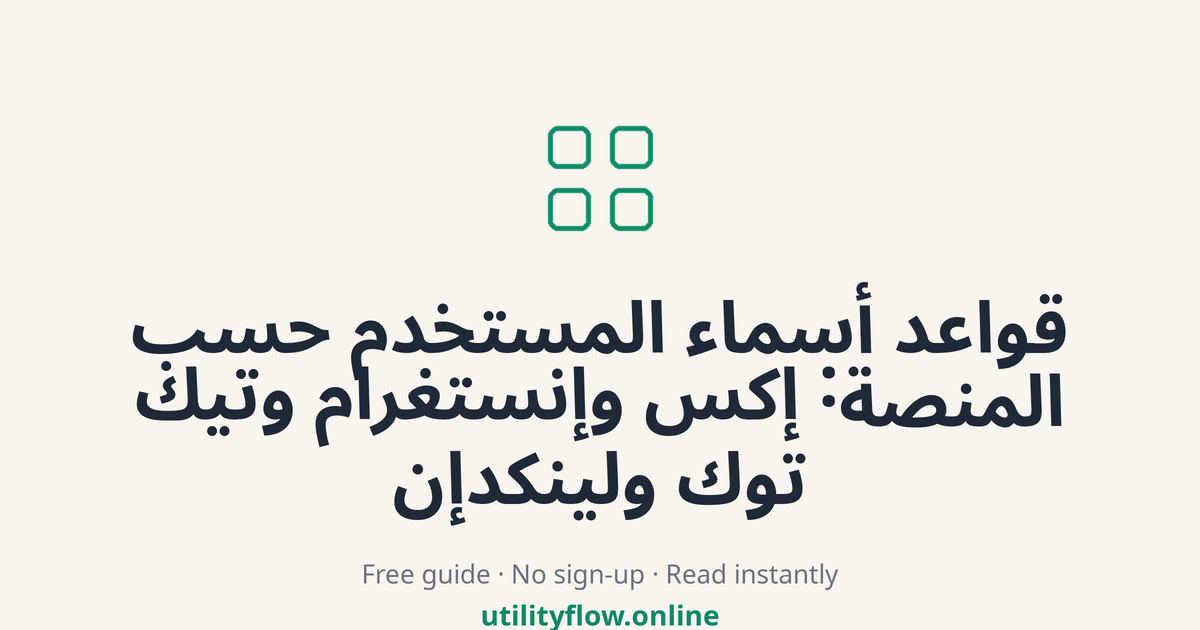 قواعد أسماء المستخدم حسب
المنصة: إكس وإنستغرام وتيك
توك ولينكدإن
Free guide · No sign-up · Read instantly
utilityflow.online